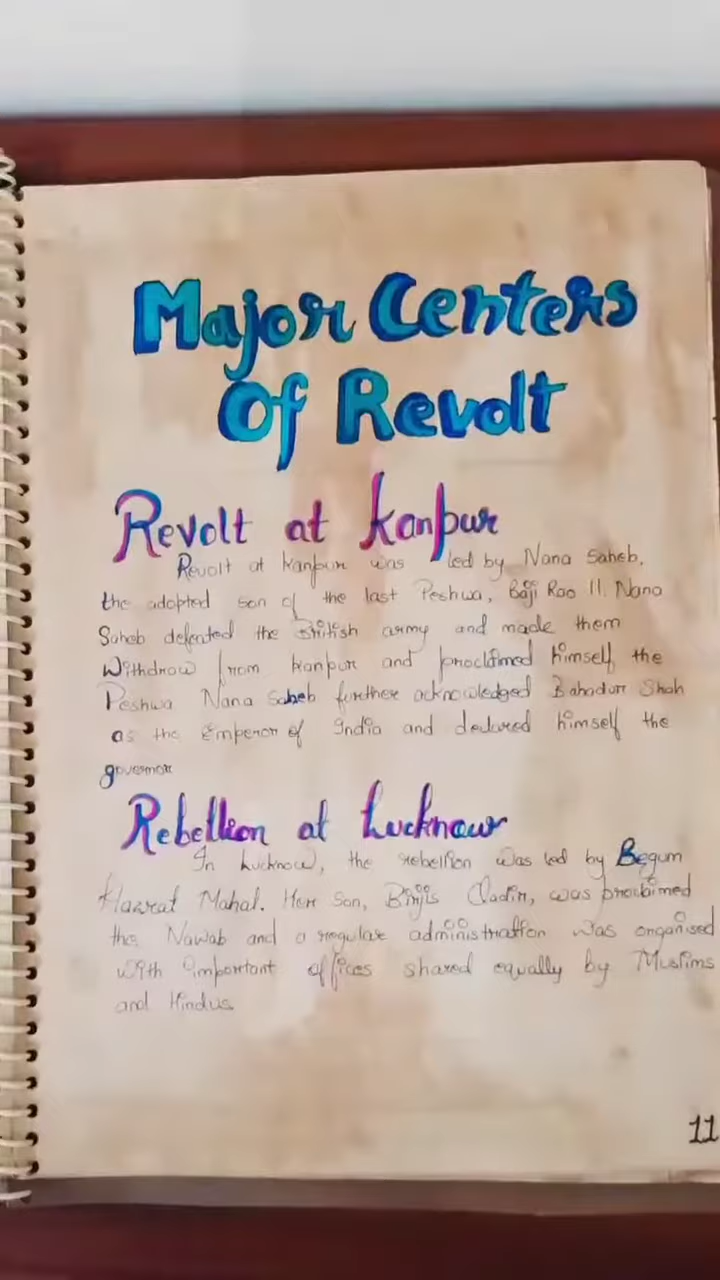 Major Centers
Of Revolt
Revolt at Kanpur
Revolt at Kanpur was led by Nana Saheb,
the adopted son of the last Peshwa, Baji Rao II. Nana
Saheb defeated the British army and made them
Withdraw from Kanpur and proclaimed himself the
Peshwa Nana Saheb further acknowledged Bahadur Shah
as the Emperor of India and declared himself the
governor
Rebellion at Lucknow
In Lucknow, the rebellion was led by Begum
Hazrat Mahal. Her Son, Birjis Qadir, was proclaimed
the Nawab and a regular administration was organised
with important offices shared equally by Muslims
and Hindus
11